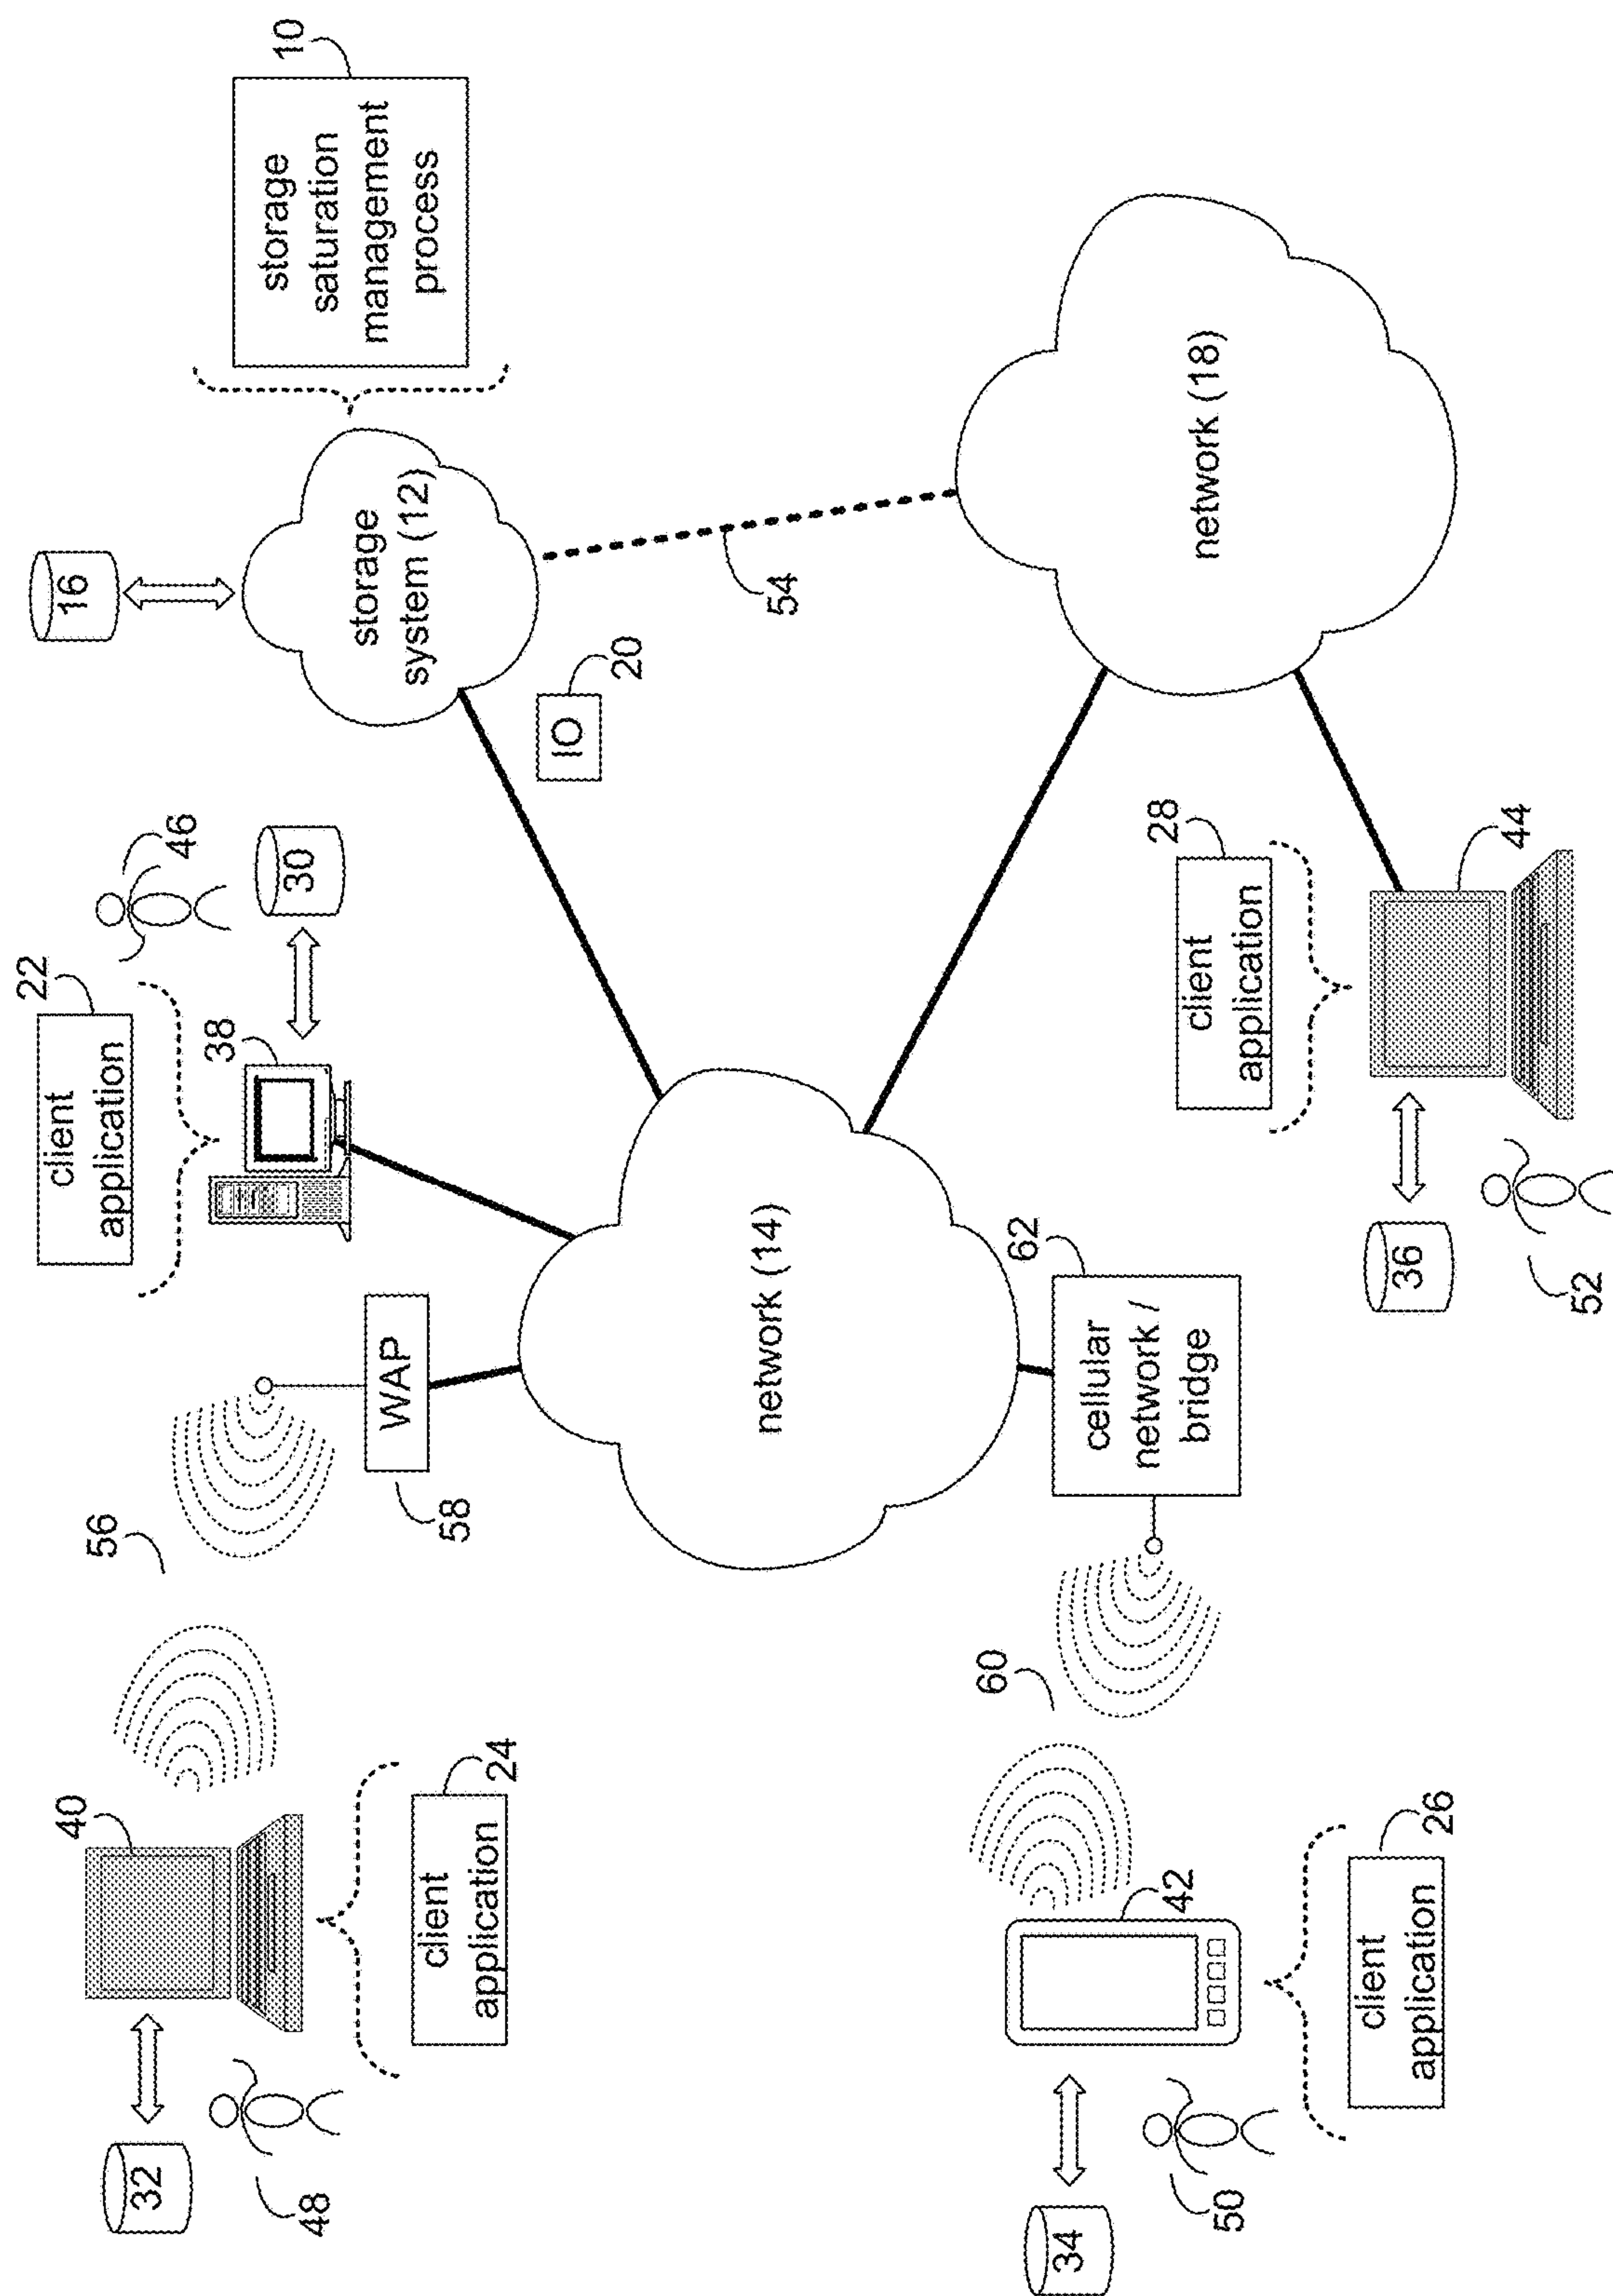 32
48
40
client
application
24
56
WAP
58
client
application
22
38
46
30
16
storage
system (12)
storage
saturation
management
process
10
IO
20
54
34
50
42
client
application
26
60
cellular
network /
bridge
62
network (14)
36
52
client
application
28
44
network (18)